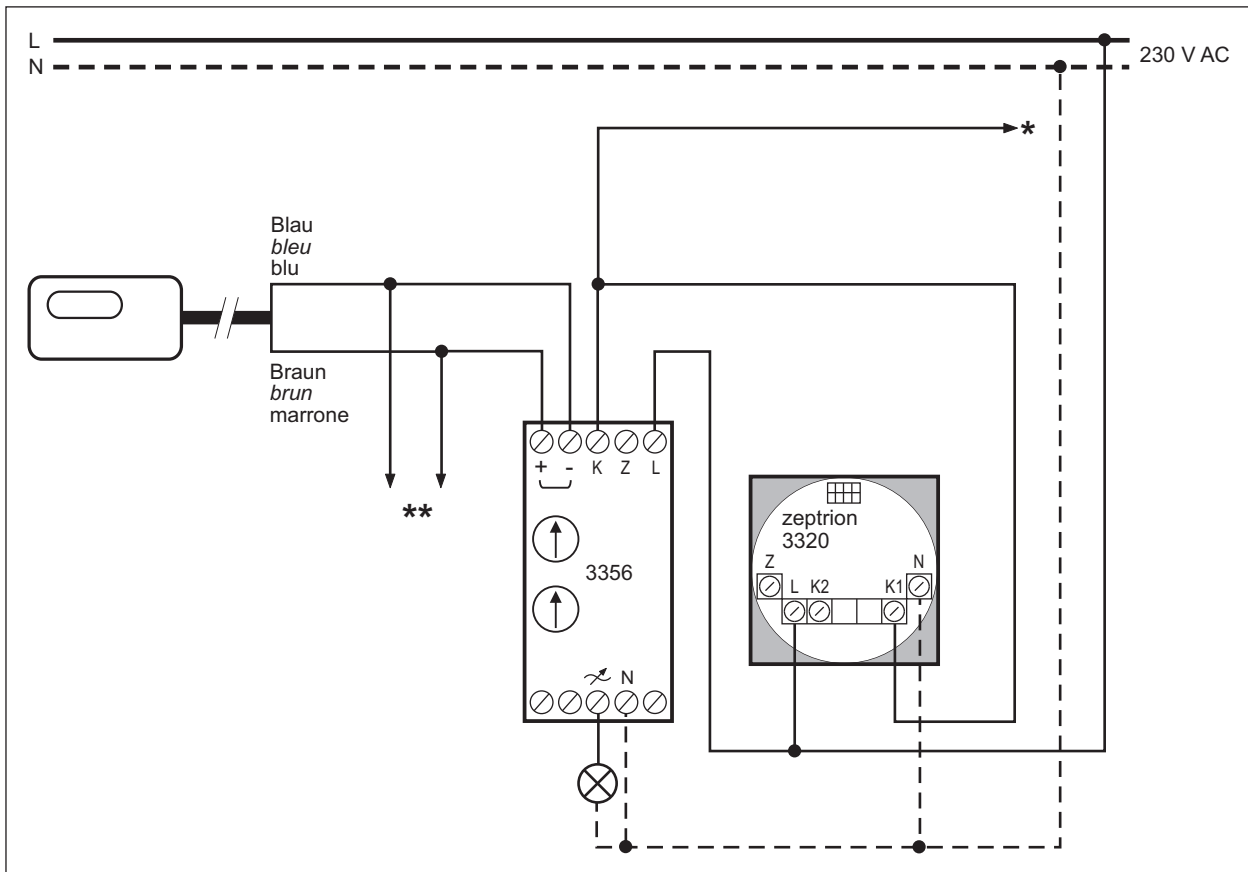 L
N
230 V AC
*
Blau
bleu
blu
Braun
brun
marrone
**
+ - K Z L
3356
N
zeptrion
3320
Z
L K2
K1
N